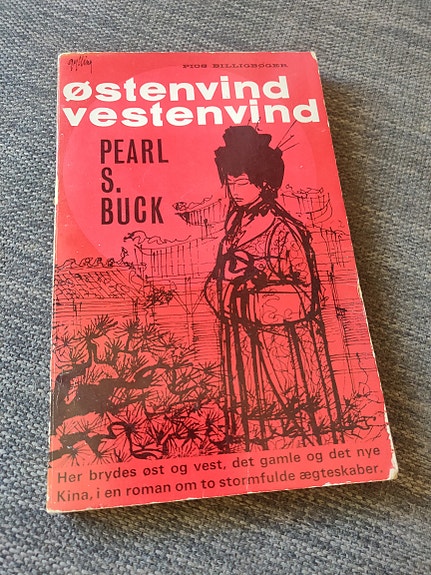 PIOS BILLIGBØGER
østenvind
vestenvind
PEARL
S.
BUCK
Her brydes øst og vest, det gamle og det nye
Kina, i en roman om to stormfulde ægteskaber.